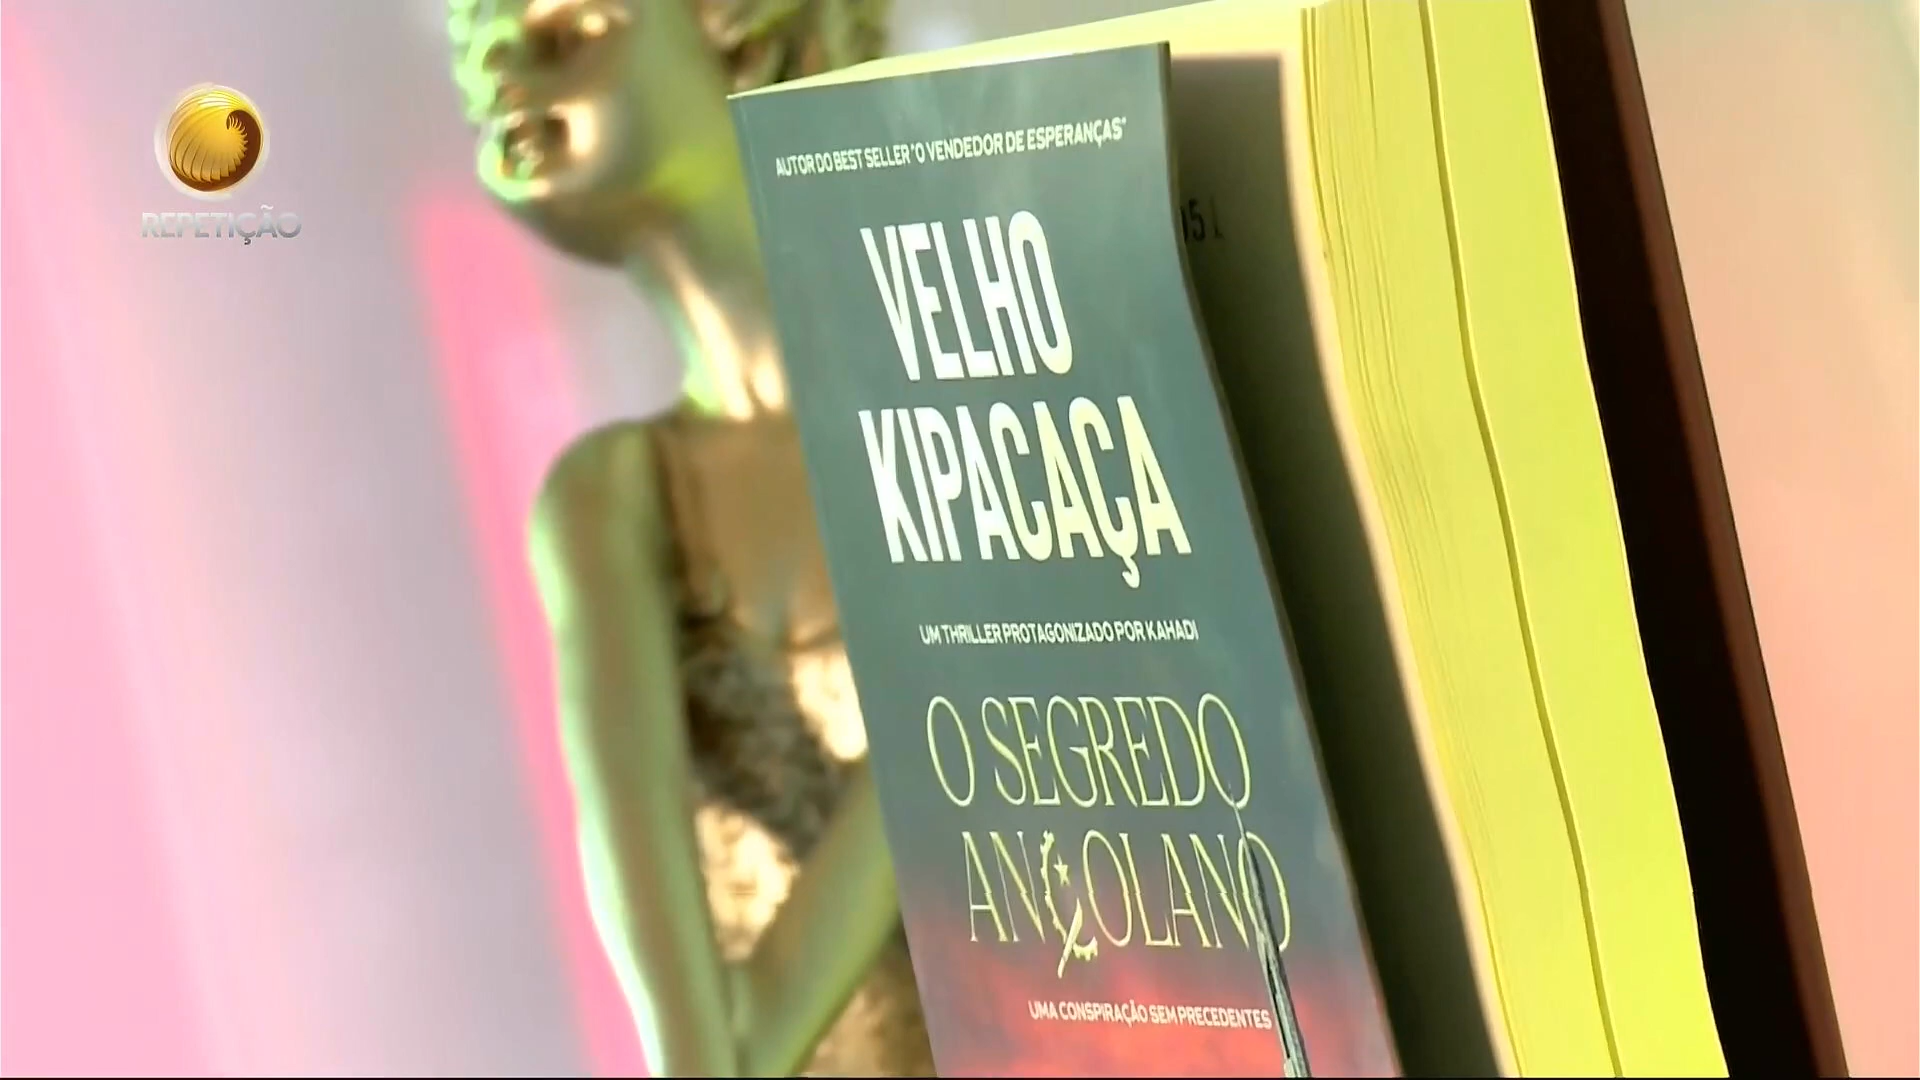 REPETIÇÃO
AUTOR DO BEST SELLER "O VENDEDOR DE ESPERANÇAS"
VELHO
KIPACAÇA
UM THRILLER PROTAGONIZADO POR KAHADI
O SEGREDO
ANGOLANO
UMA CONSPIRAÇÃO SEM PRECEDENTES